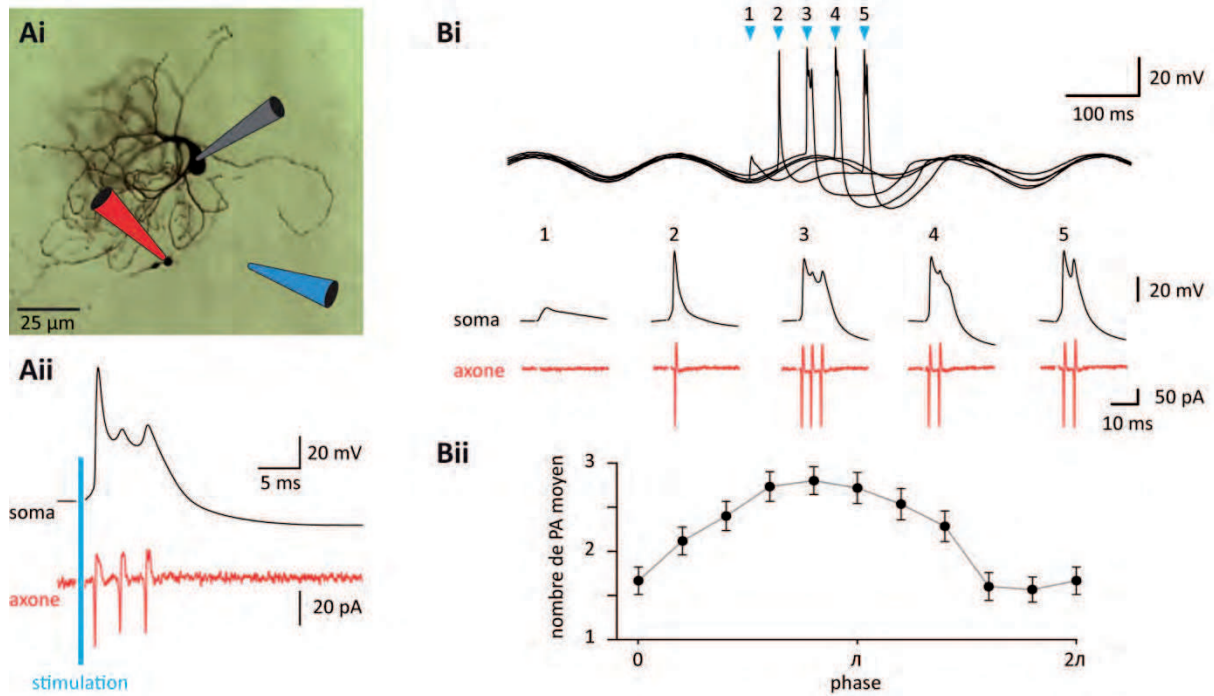 Ai
25 µm
Aii
soma
20 mV
5 ms
axone
20 pA
stimulation
Bi
1 2 3 4 5
20 mV
100 ms
1 2 3 4 5
soma
20 mV
axone
50 pA
10 ms
Bii
nombre de PA moyen
3
2
1
0 л 2л
phase